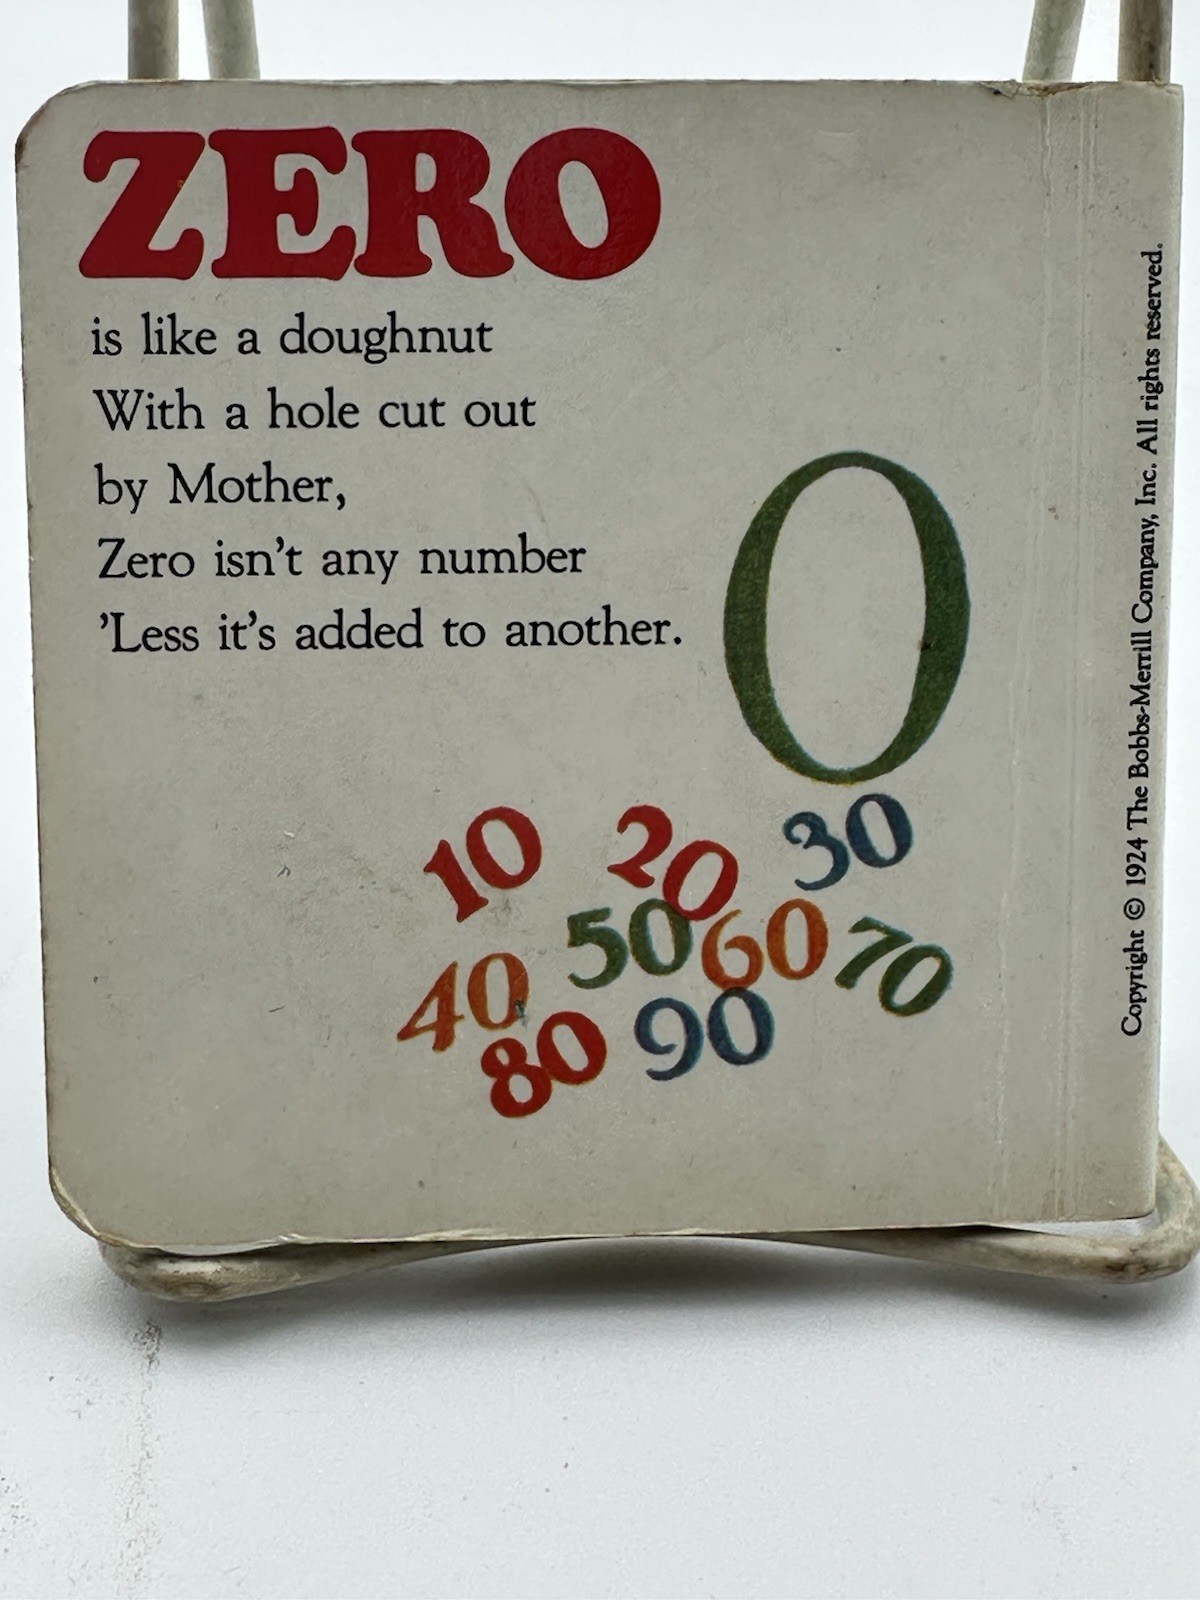 ZERO
is like a doughnut
With a hole cut out
by Mother,
Zero isn't any number
'Less it's added to another.
0
10 20 30
50 60 70
40
80 90
Copyright © 1924 The Bobbs-Merrill Company, Inc. All rights reserved.